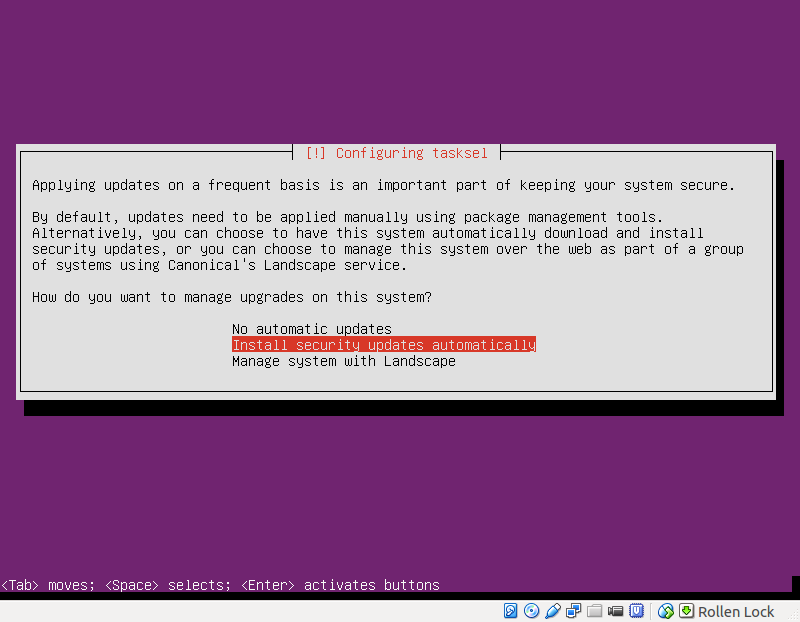 [!] Configuring tasksel
Applying updates on a frequent basis is an important part of keeping your system secure.
By default, updates need to be applied manually using package management tools.
Alternatively, you can choose to have this system automatically download and install
security updates, or you can choose to manage this system over the web as part of a group
of systems using Canonical's Landscape service.
How do you want to manage upgrades on this system?
No automatic updates
Install security updates automatically
Manage system with Landscape
<Tab> moves; <Space> selects; <Enter> activates buttons
Rollen Lock